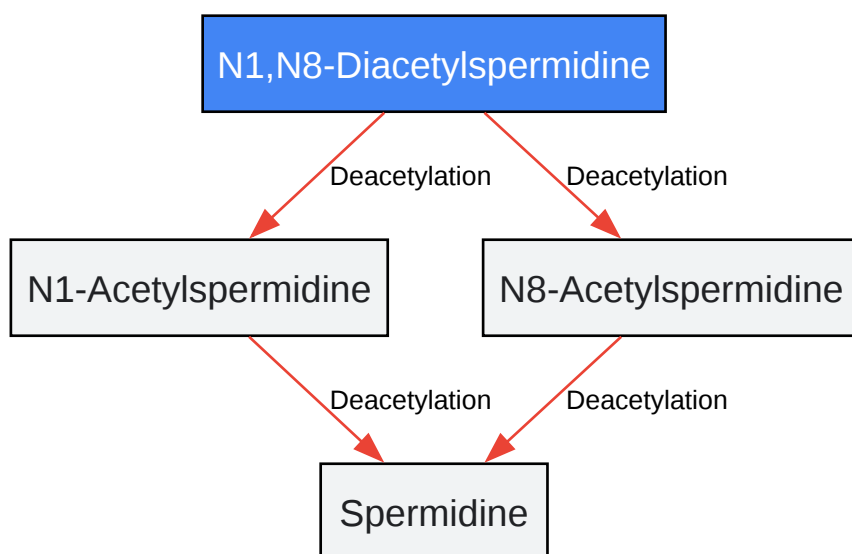 N1,N8-Diacetylspermidine
Deacetylation
Deacetylation
N1-Acetylspermidine
N8-Acetylspermidine
Deacetylation
Deacetylation
Spermidine